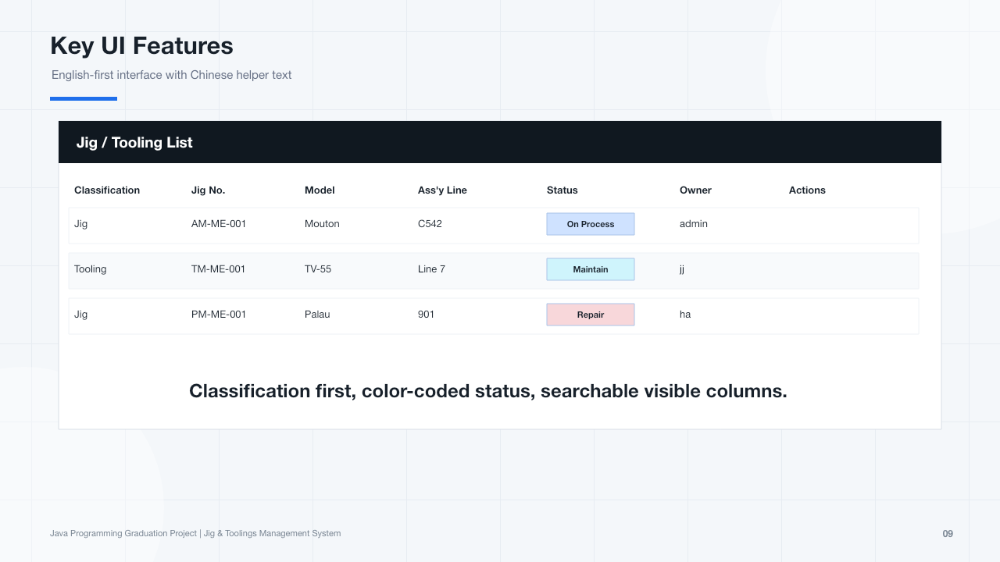 Key UI Features
English-first interface with Chinese helper text
Jig / Tooling List
Classification Jig No. Model Ass'y Line Status Owner Actions
Jig AM-ME-001 Mouton C542 On Process admin
Tooling TM-ME-001 TV-55 Line 7 Maintain jj
Jig PM-ME-001 Palau 901 Repair ha
Classification first, color-coded status, searchable visible columns.
Java Programming Graduation Project | Jig & Toolings Management System
09